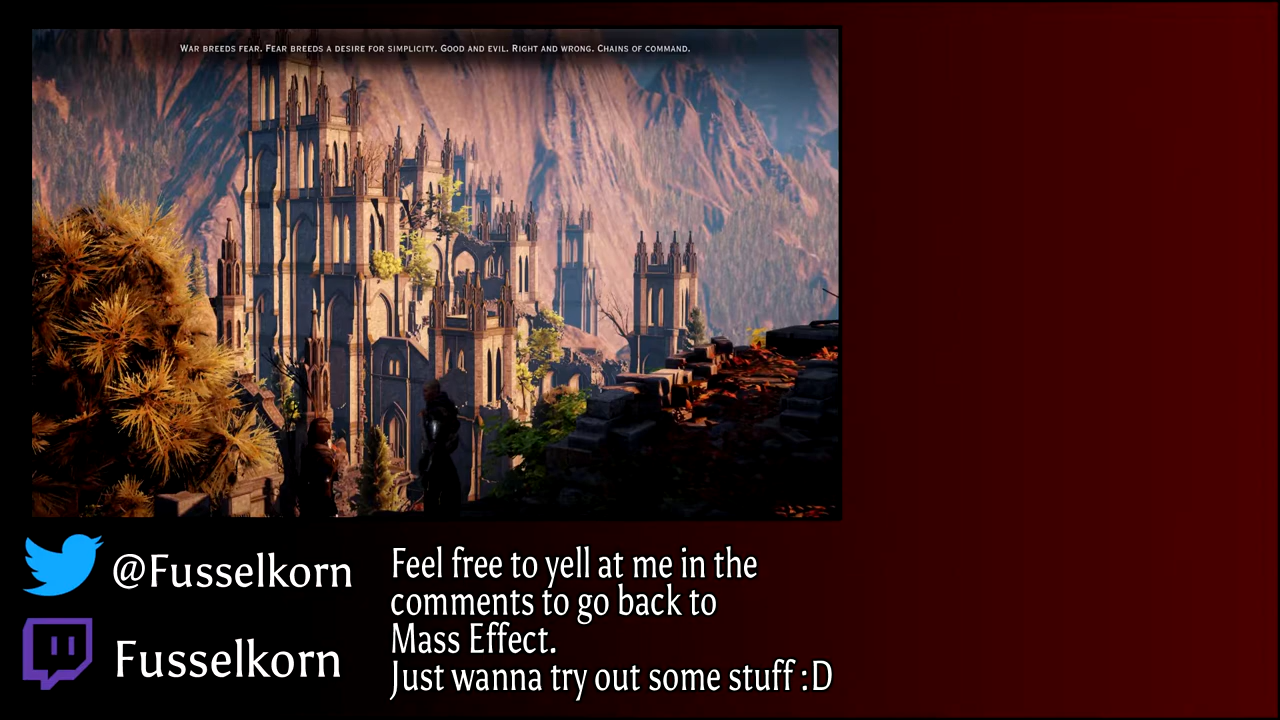 War breeds fear. Fear breeds a desire for simplicity. Good and evil. Right and wrong. Chains of command.
@Fusselkorn
Fusselkorn
Feel free to yell at me in the
comments to go back to
Mass Effect.
Just wanna try out some stuff :D